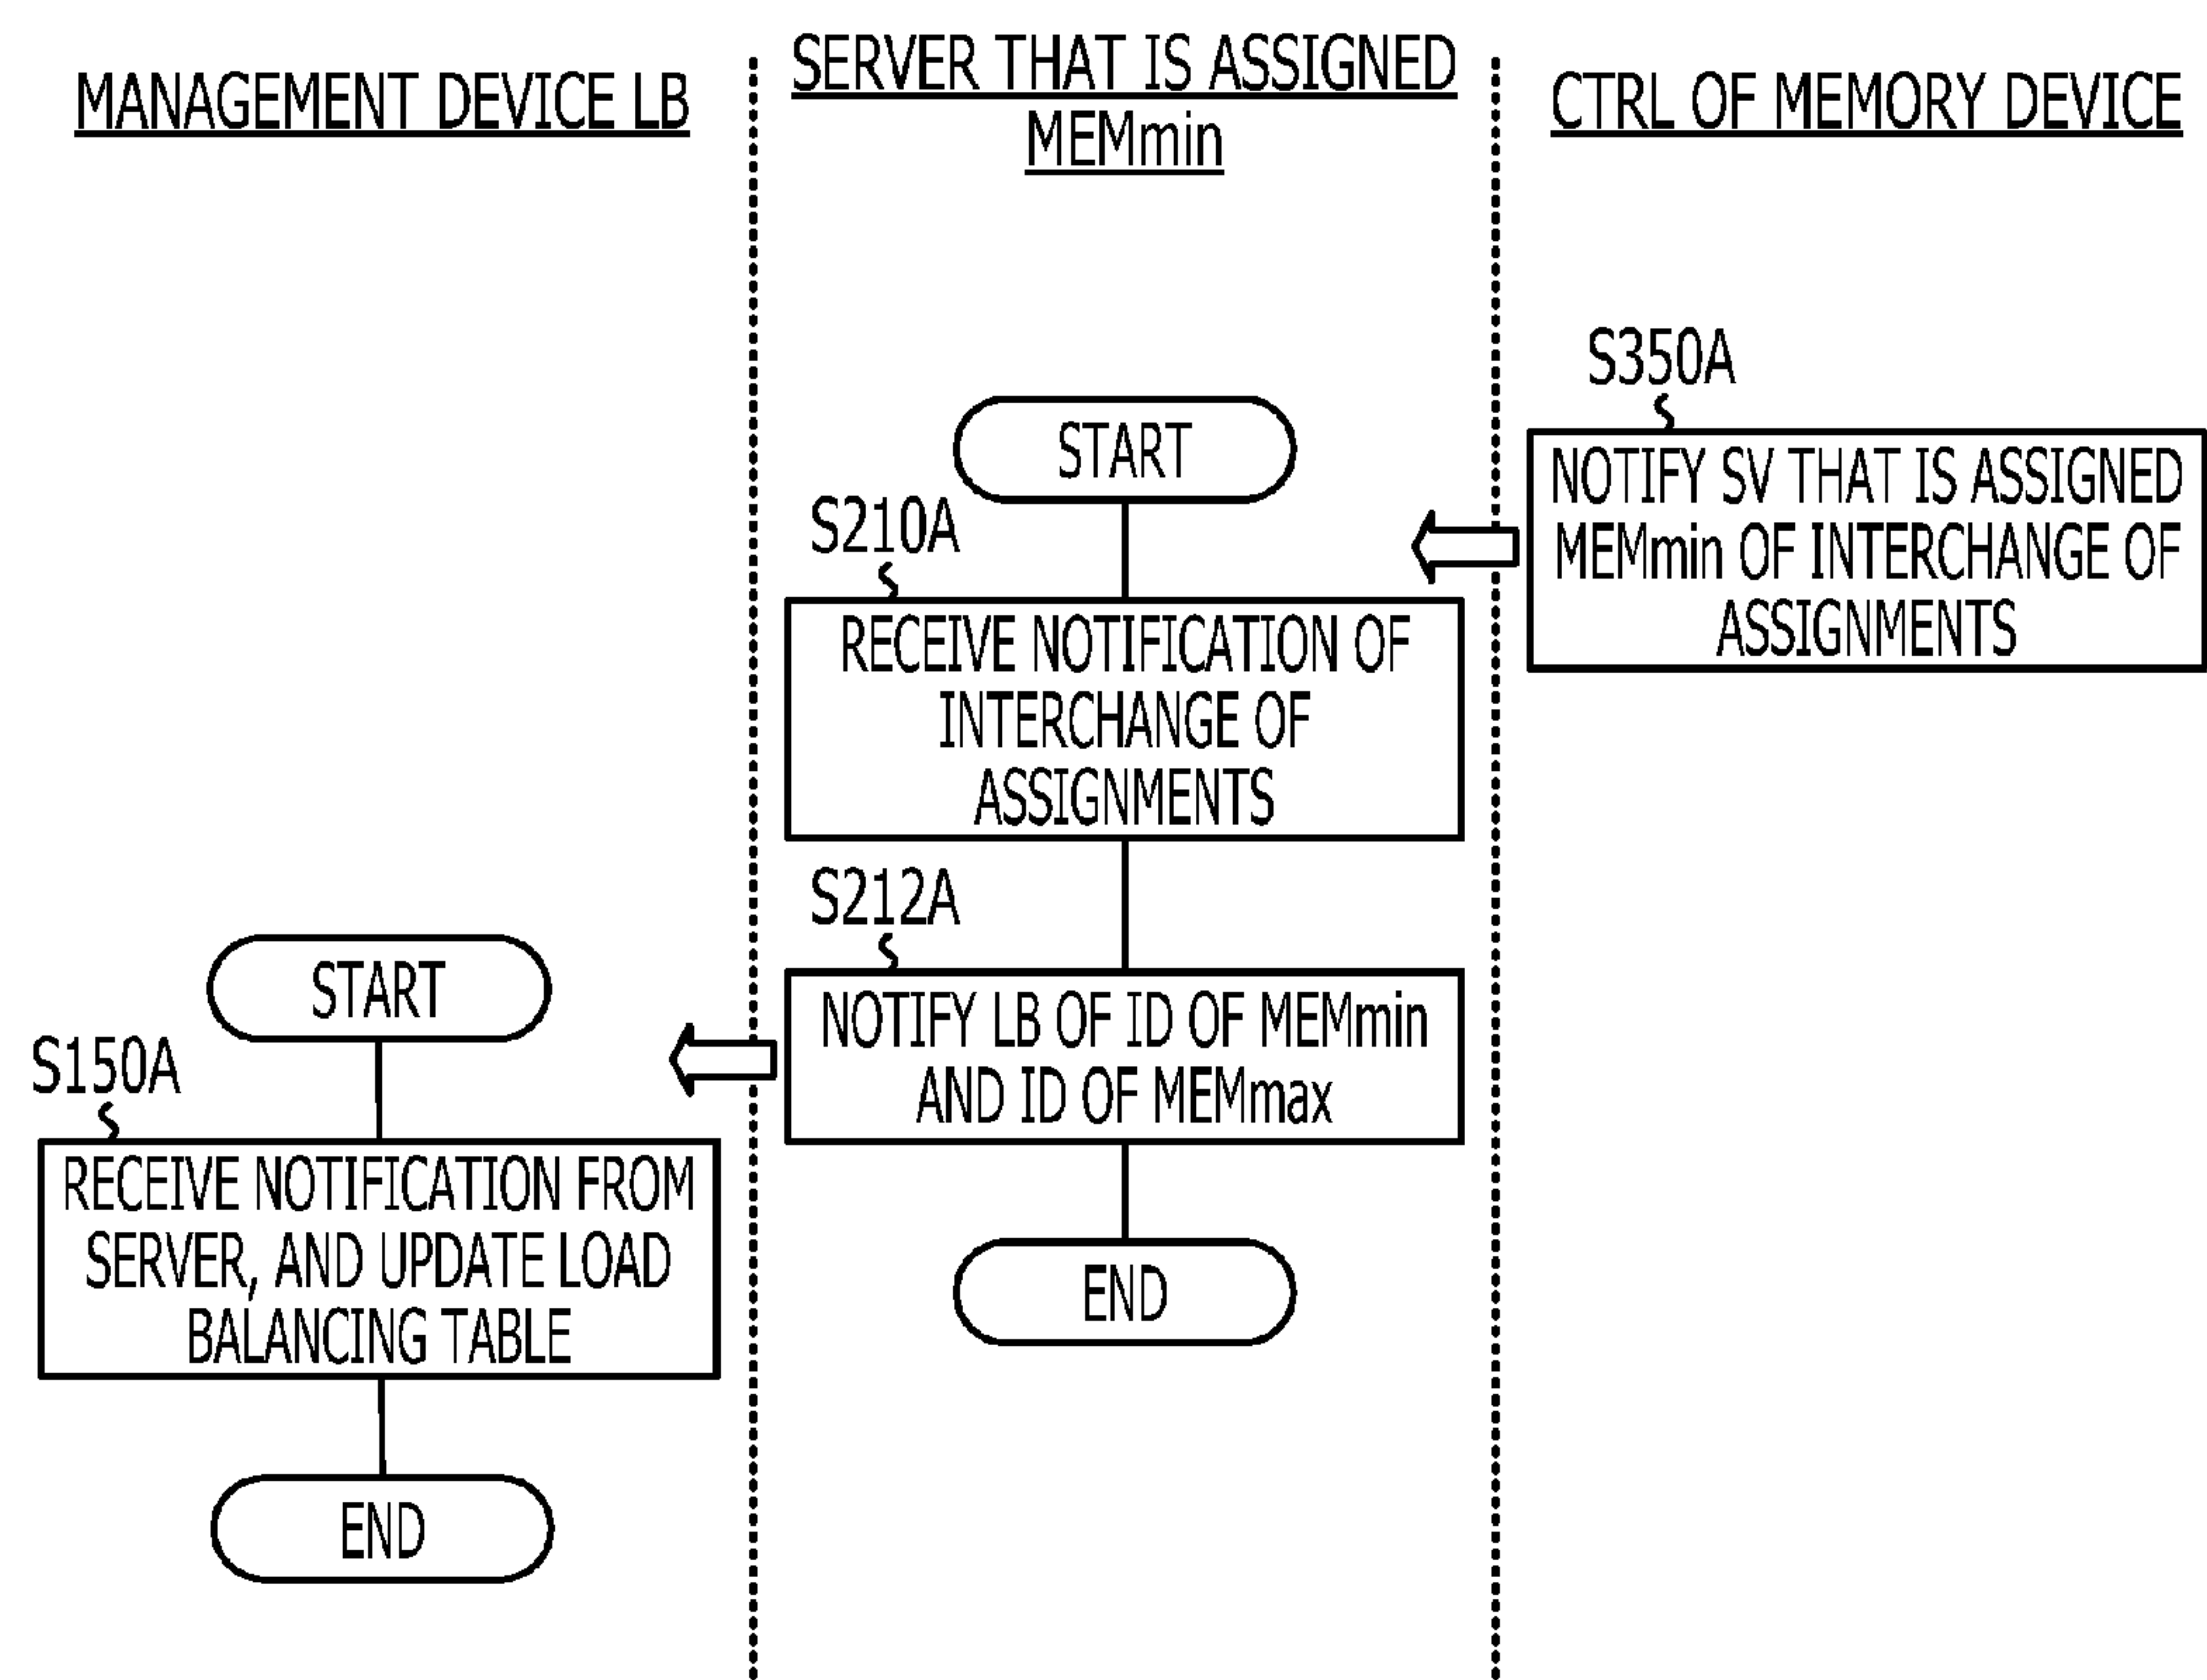 MANAGEMENT DEVICE LB
SERVER THAT IS ASSIGNED
MEMmin
CTRL OF MEMORY DEVICE
S350A
NOTIFY SV THAT IS ASSIGNED
MEMmin OF INTERCHANGE OF
ASSIGNMENTS
START
S210A
RECEIVE NOTIFICATION OF
INTERCHANGE OF
ASSIGNMENTS
S212A
NOTIFY LB OF ID OF MEMmin
AND ID OF MEMmax
END
START
S150A
RECEIVE NOTIFICATION FROM
SERVER, AND UPDATE LOAD
BALANCING TABLE
END